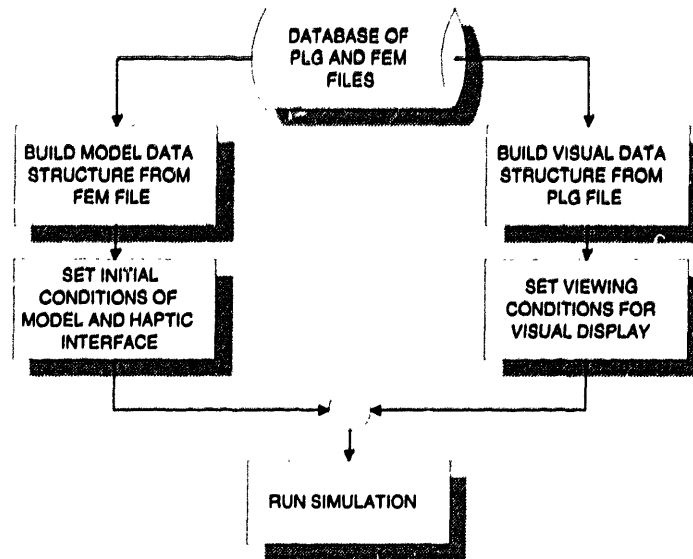 DATABASE OF
PLG AND FEM
FILES
BUILD MODEL DATA
STRUCTURE FROM
FEM FILE
BUILD VISUAL DATA
STRUCTURE FROM
PLG FILE
SET INITIAL
CONDITIONS OF
MODEL AND HAPTIC
INTERFACE
SET VIEWING
CONDITIONS FOR
VISUAL DISPLAY
RUN SIMULATION